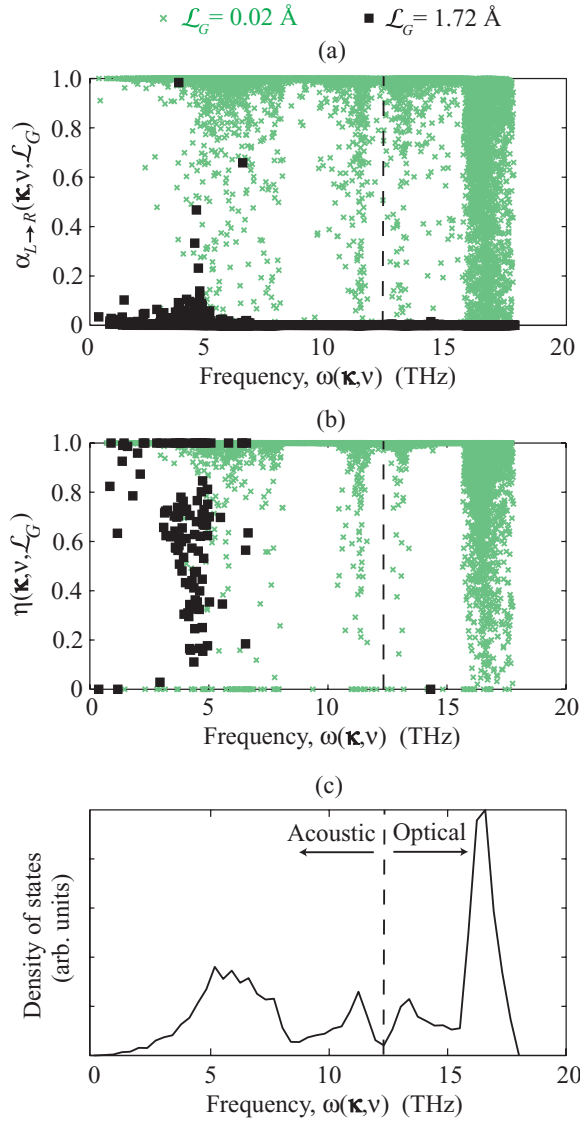 × ℒG = 0.02 Å ■ ℒG = 1.72 Å
(a)
αL→R(κ,ν,ℒG)
1.0
0.8
0.6
0.4
0.2
0
0 5 10 15 20
Frequency, ω(κ,ν) (THz)
(b)
η(κ,ν,ℒG)
1.0
0.8
0.6
0.4
0.2
0
0 5 10 15 20
Frequency, ω(κ,ν) (THz)
(c)
Acoustic Optical
Density of states
(arb. units)
0 5 10 15 20
Frequency, ω(κ,ν) (THz)